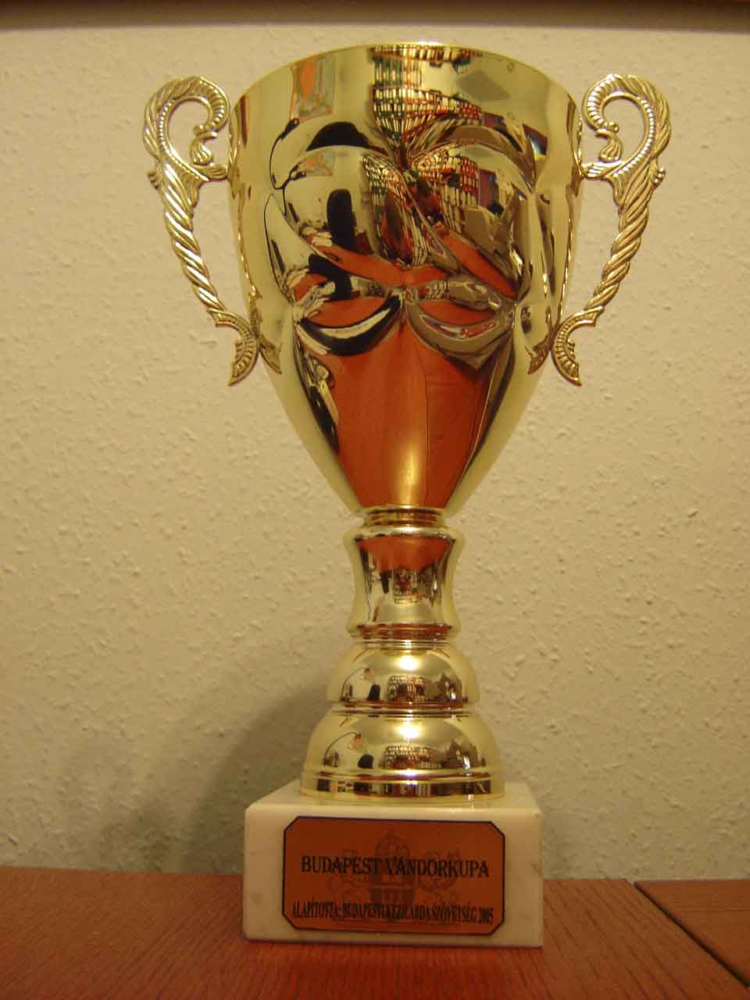 BUDAPEST VÁNDORKUPA
ALAPÍTOTTA: BUDAPESTI KÉZILABDA SZÖVETSÉG 2005